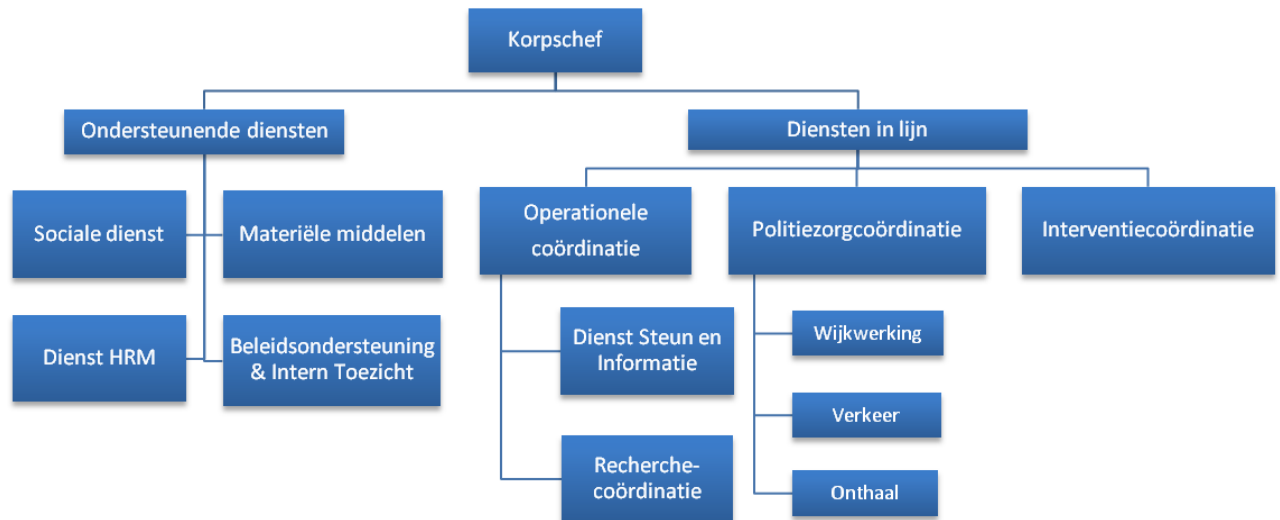 Korpschef
Ondersteunende diensten
Diensten in lijn
Sociale dienst
Materiële middelen
Operationele
coördinatie
Politiezorgcoördinatie
Interventiecoördinatie
Dienst HRM
Beleidsondersteuning
& Intern Toezicht
Dienst Steun en
Informatie
Wijkwerking
Verkeer
Recherche-
coördinatie
Onthaal